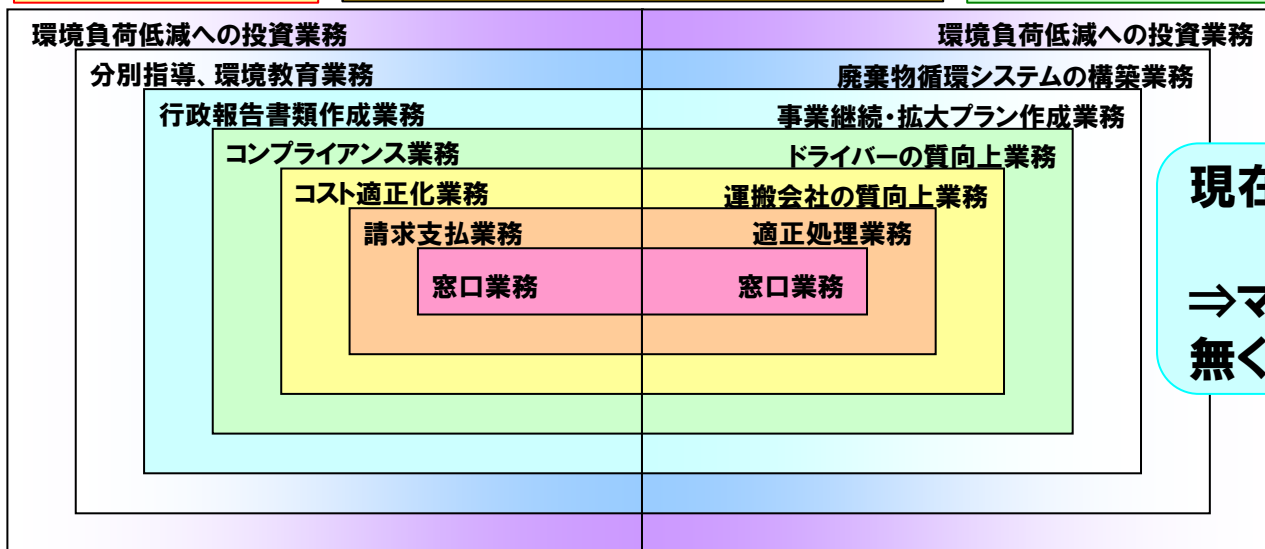 環境負荷低減への投資業務
環境負荷低減への投資業務
分別指導、環境教育業務
廃棄物循環システムの構築業務
行政報告書類作成業務
事業継続・拡大プラン作成業務
コンプライアンス業務
ドライバーの質向上業務
コスト適正化業務
運搬会社の質向上業務
請求支払業務
適正処理業務
窓口業務
窓口業務
現在
⇒マ
無く